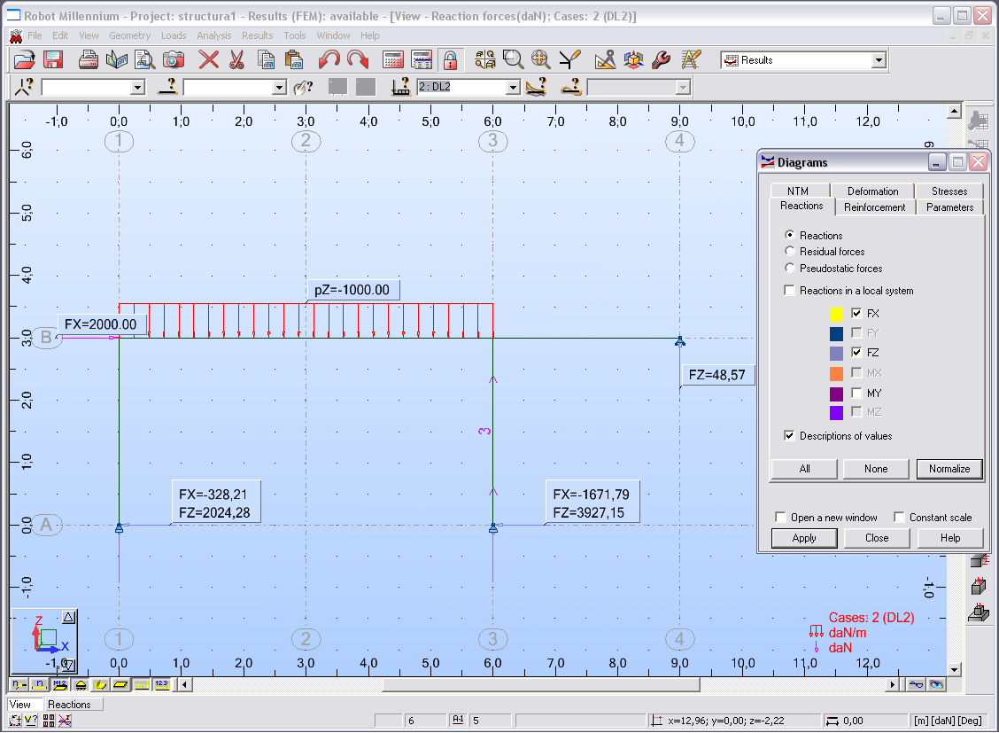 Robot Millennium - Project: structura1 - Results (FEM): available - [View - Reaction forces(daN); Cases: 2 (DL2)]
File Edit View Geometry Loads Analysis Results Tools Window Help
Results
2 : DL2
-1,0 0,0 1,0 2,0 3,0 4,0 5,0 6,0 7,0 8,0 9,0 10,0 11,0 12,0
1 2 3 4
6,0
5,0
4,0
3,0
2,0
1,0
0,0
-1,0
pZ=-1000.00
FX=2000.00
B
FZ=48,57
3
FX=-328,21
FZ=2024,28
FX=-1671,79
FZ=3927,15
A
Diagrams
NTM Deformation Stresses
Reactions Reinforcement Parameters
Reactions
Residual forces
Pseudostatic forces
Reactions in a local system
FX
FY
FZ
MX
MY
MZ
Descriptions of values
All None Normalize
Open a new window Constant scale
Apply Close Help
6
-1,0
Cases: 2 (DL2)
daN/m
daN
Z
X
1 2 3 4
-1,0 0,0 1,0 2,0 3,0 4,0 5,0 6,0 7,0 8,0 9,0 10,0 11,0 12,0
View Reactions
6 5 x=12,96; y=0,00; z=-2,22 0,00 [m] [daN] [Deg]